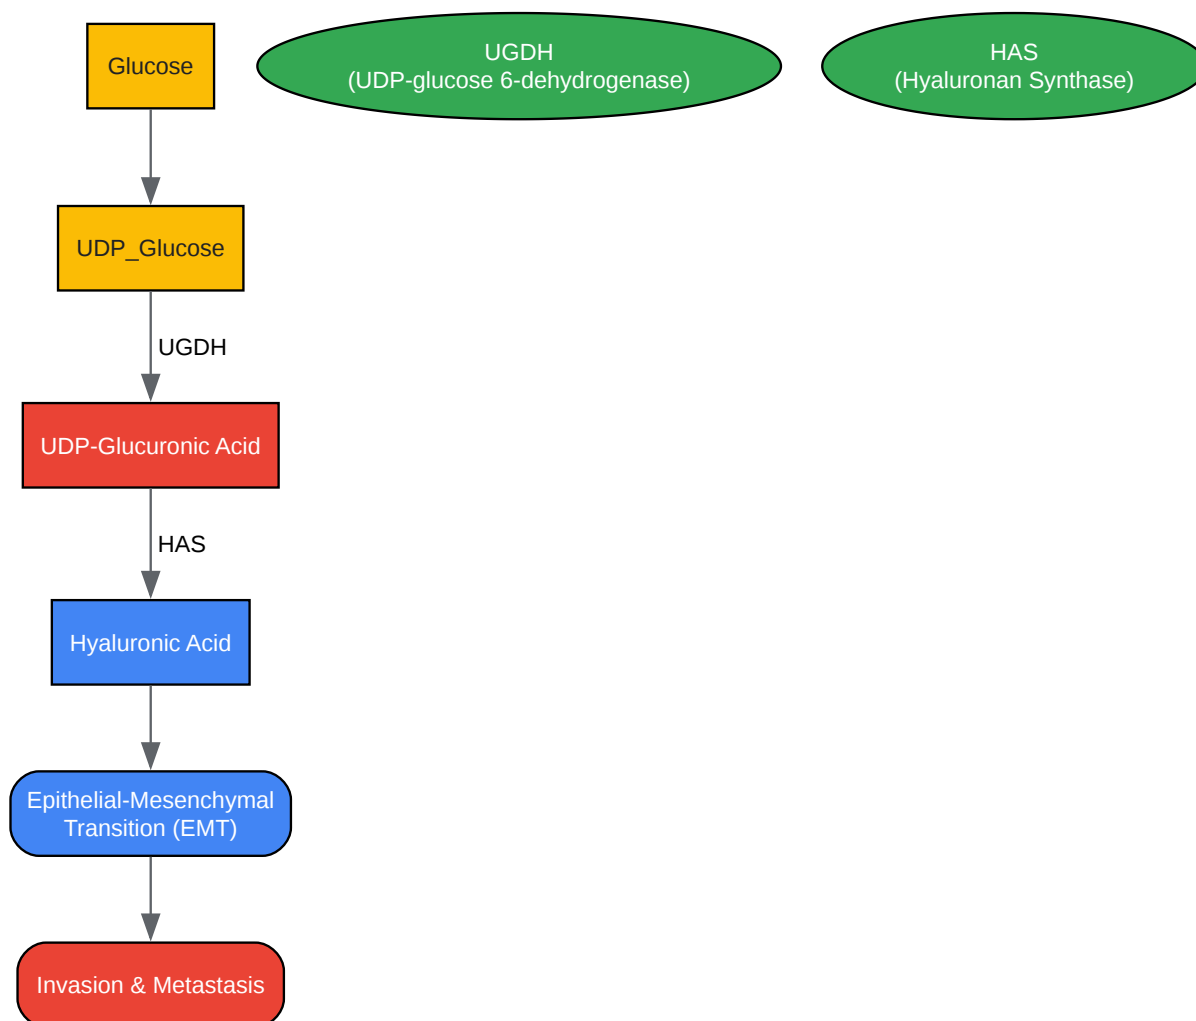 Glucose
UGDH
(UDP-glucose 6-dehydrogenase)
HAS
(Hyaluronan Synthase)
UDP_Glucose
UGDH
UDP-Glucuronic Acid
HAS
Hyaluronic Acid
Epithelial-Mesenchymal
Transition (EMT)
Invasion & Metastasis